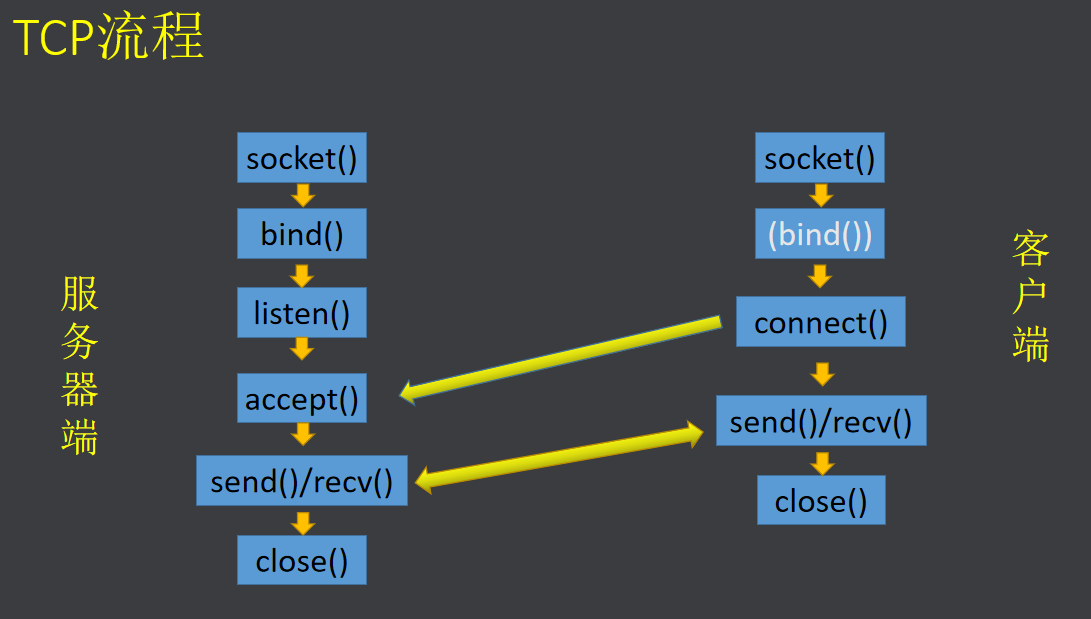 TCP流程
服务器端
socket()
bind()
listen()
accept()
send()/recv()
close()
socket()
(bind())
connect()
send()/recv()
close()
客户端